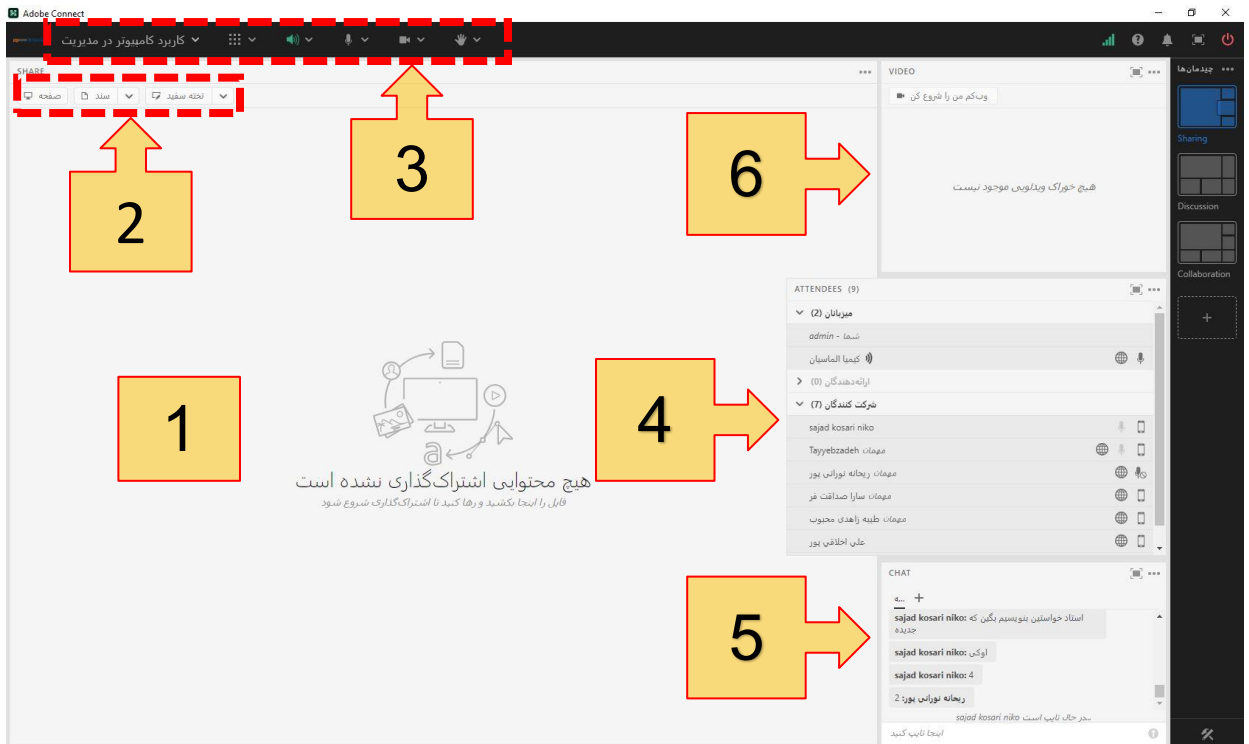 Adobe Connect
کاربرد کامپیوتر در مدیریت
SHARE
صفحه
سند
تخته سفید
1
2
3
4
5
6
هیچ محتوایی اشتراک‌گذاری نشده است
فایل را اینجا بکشید و رها کنید تا اشتراک‌گذاری شروع شود
VIDEO
وب‌کم من را شروع کن
هیچ خوراک ویدئویی موجود نیست
ATTENDEES (9)
میزبانان (2)
شما - admin
کیمیا الماسیان
ارائه‌دهندگان (0)
شرکت کنندگان (7)
sajad kosari niko
Tayyebzadeh مهمان
مهمان ریحانه نورانی پور
مهمان سارا صداقت فر
مهمان طیبه زاهدی محبوب
علی اخلاقی پور
CHAT
ه...
sajad kosari niko: استاد خواستین بنویسیم بگین که
جدیده
sajad kosari niko: اوکی
sajad kosari niko: 4
ریحانه نورانی پور: 2
sajad kosari niko در حال تایپ است...
اینجا تایپ کنید
چیدمان‌ها
Sharing
Discussion
Collaboration